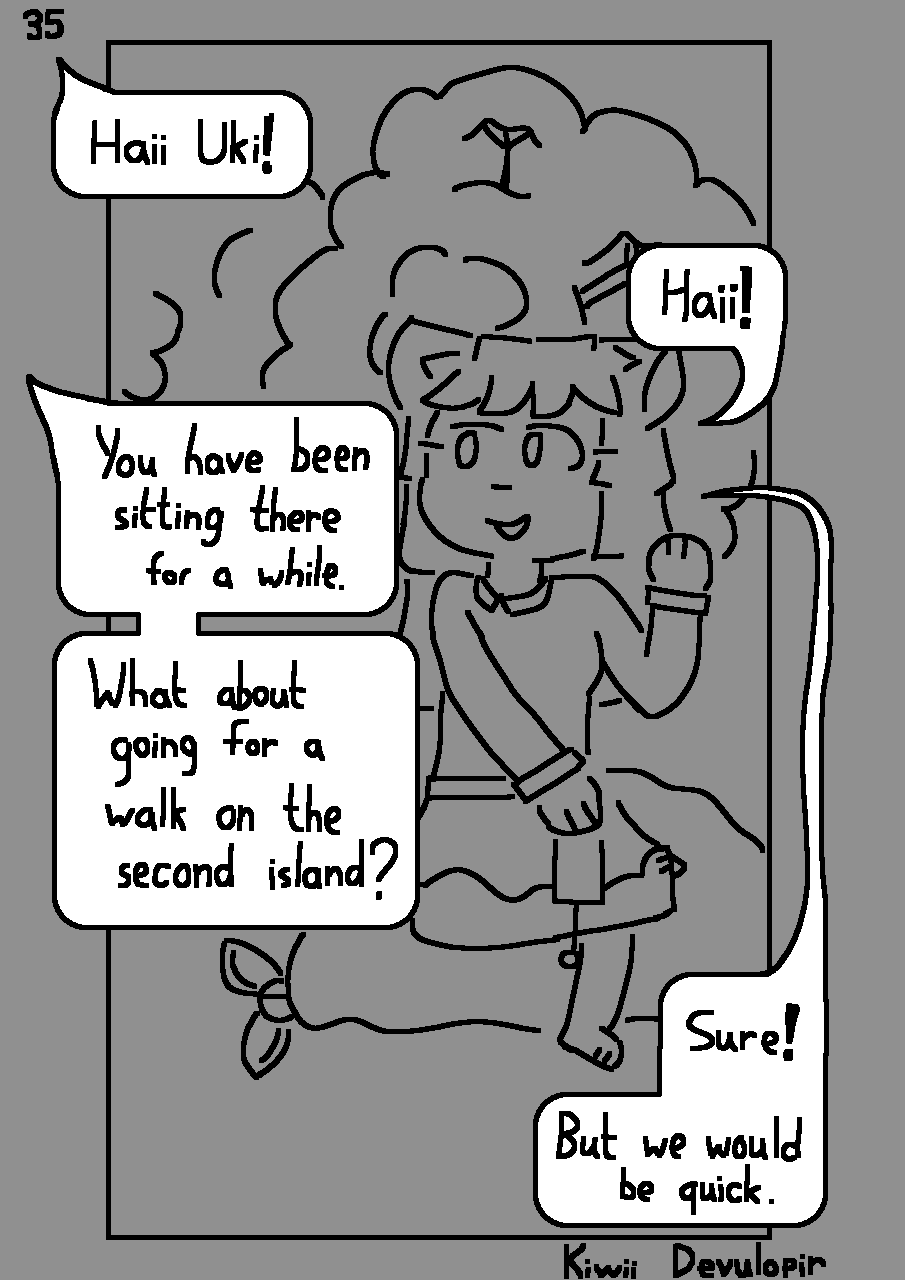 35
Haii Uki!
Haii!
You have been
sitting there
for a while.
What about
going for a
walk on the
second island?
Sure!
But we would
be quick.
Kiwii Devulopir